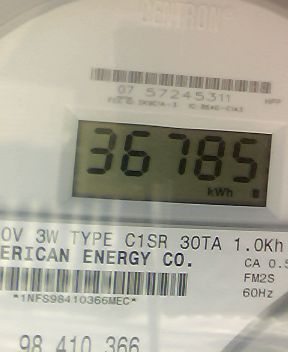 CENTRON®
07 57245311
36785
kWh
0V 3W TYPE C1SR 30TA 1.0Kh
ERICAN ENERGY CO.
CA 0.5
FM2S
*1NFS98410366MEC*
60Hz
98 410 366